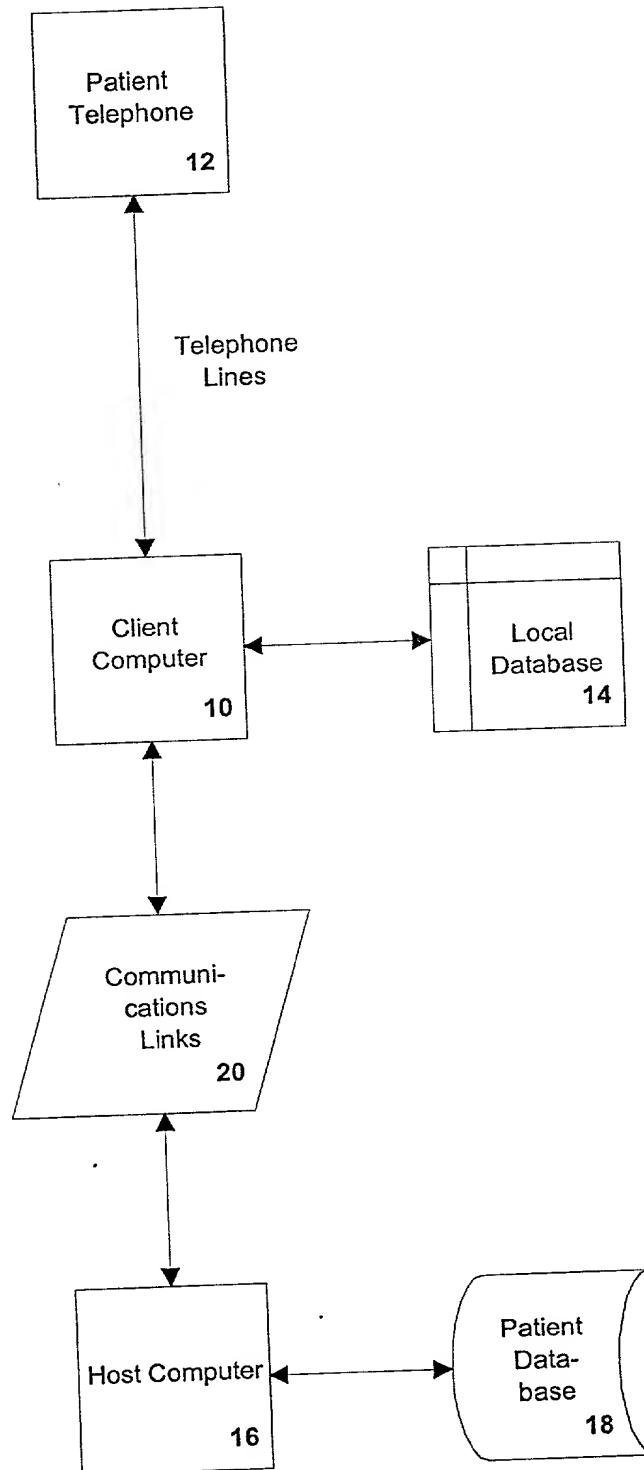 Patient
Telephone
12
Telephone
Lines
Client
Computer
10
Local
Database
14
Communi-
cations
Links
20
Host Computer
16
Patient
Data-
base
18